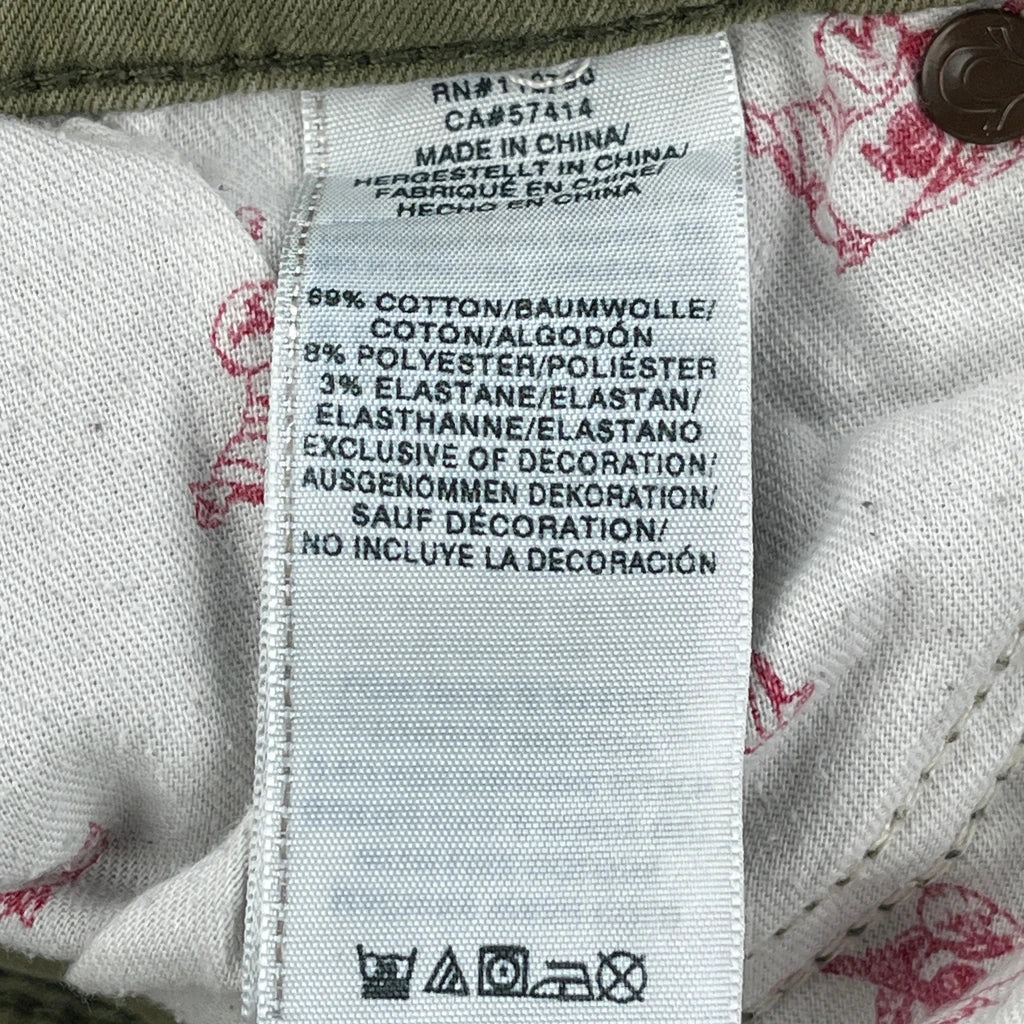 CA#57414
MADE IN CHINA/
HERGESTELLT IN CHINA/
FABRIQUÉ EN CHINE/
HECHO EN CHINA
69% COTTON/BAUMWOLLE/
COTON/ALGODÓN
8% POLYESTER/POLIÉSTER
3% ELASTANE/ELASTAN/
ELASTHANNE/ELASTANO
EXCLUSIVE OF DECORATION/
AUSGENOMMEN DEKORATION/
SAUF DÉCORATION/
NO INCLUYE LA DECORACIÓN